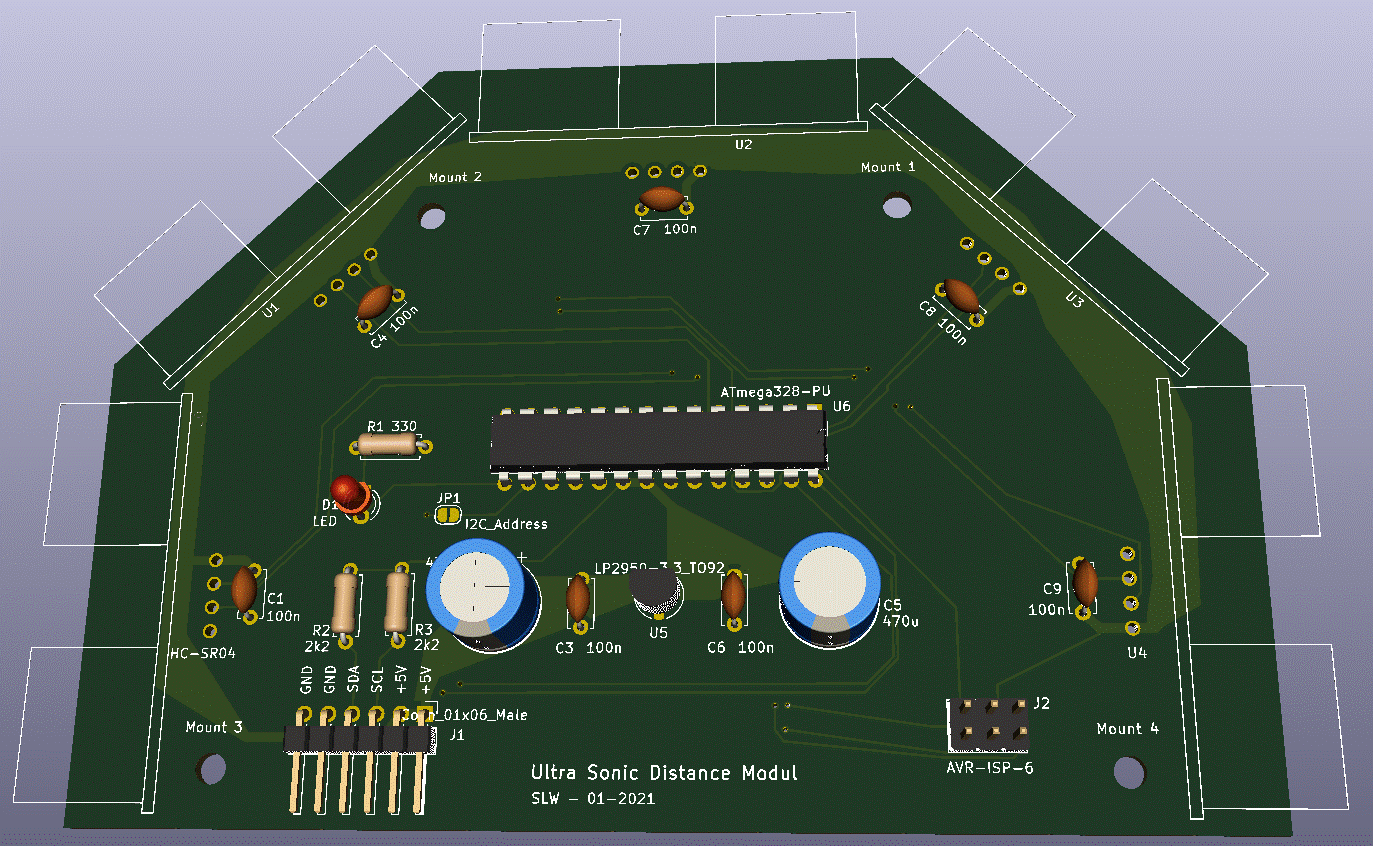 U2
Mount 2
Mount 1
C7 100n
U1
C4 100n
C8 100n
U3
ATmega328-PU
U6
R1 330
D1
LED
JP1
I2C_Address
LP2950-3.3_TO92
C1
100n
R2
2k2
R3
2k2
C3 100n
U5
C6 100n
C5
470u
C9
100n
HC-SR04
U4
GND
GND
SDA
SCL
+5V
+5V
_01x06_Male
J1
J2
Mount 3
Mount 4
AVR-ISP-6
Ultra Sonic Distance Modul
SLW - 01-2021